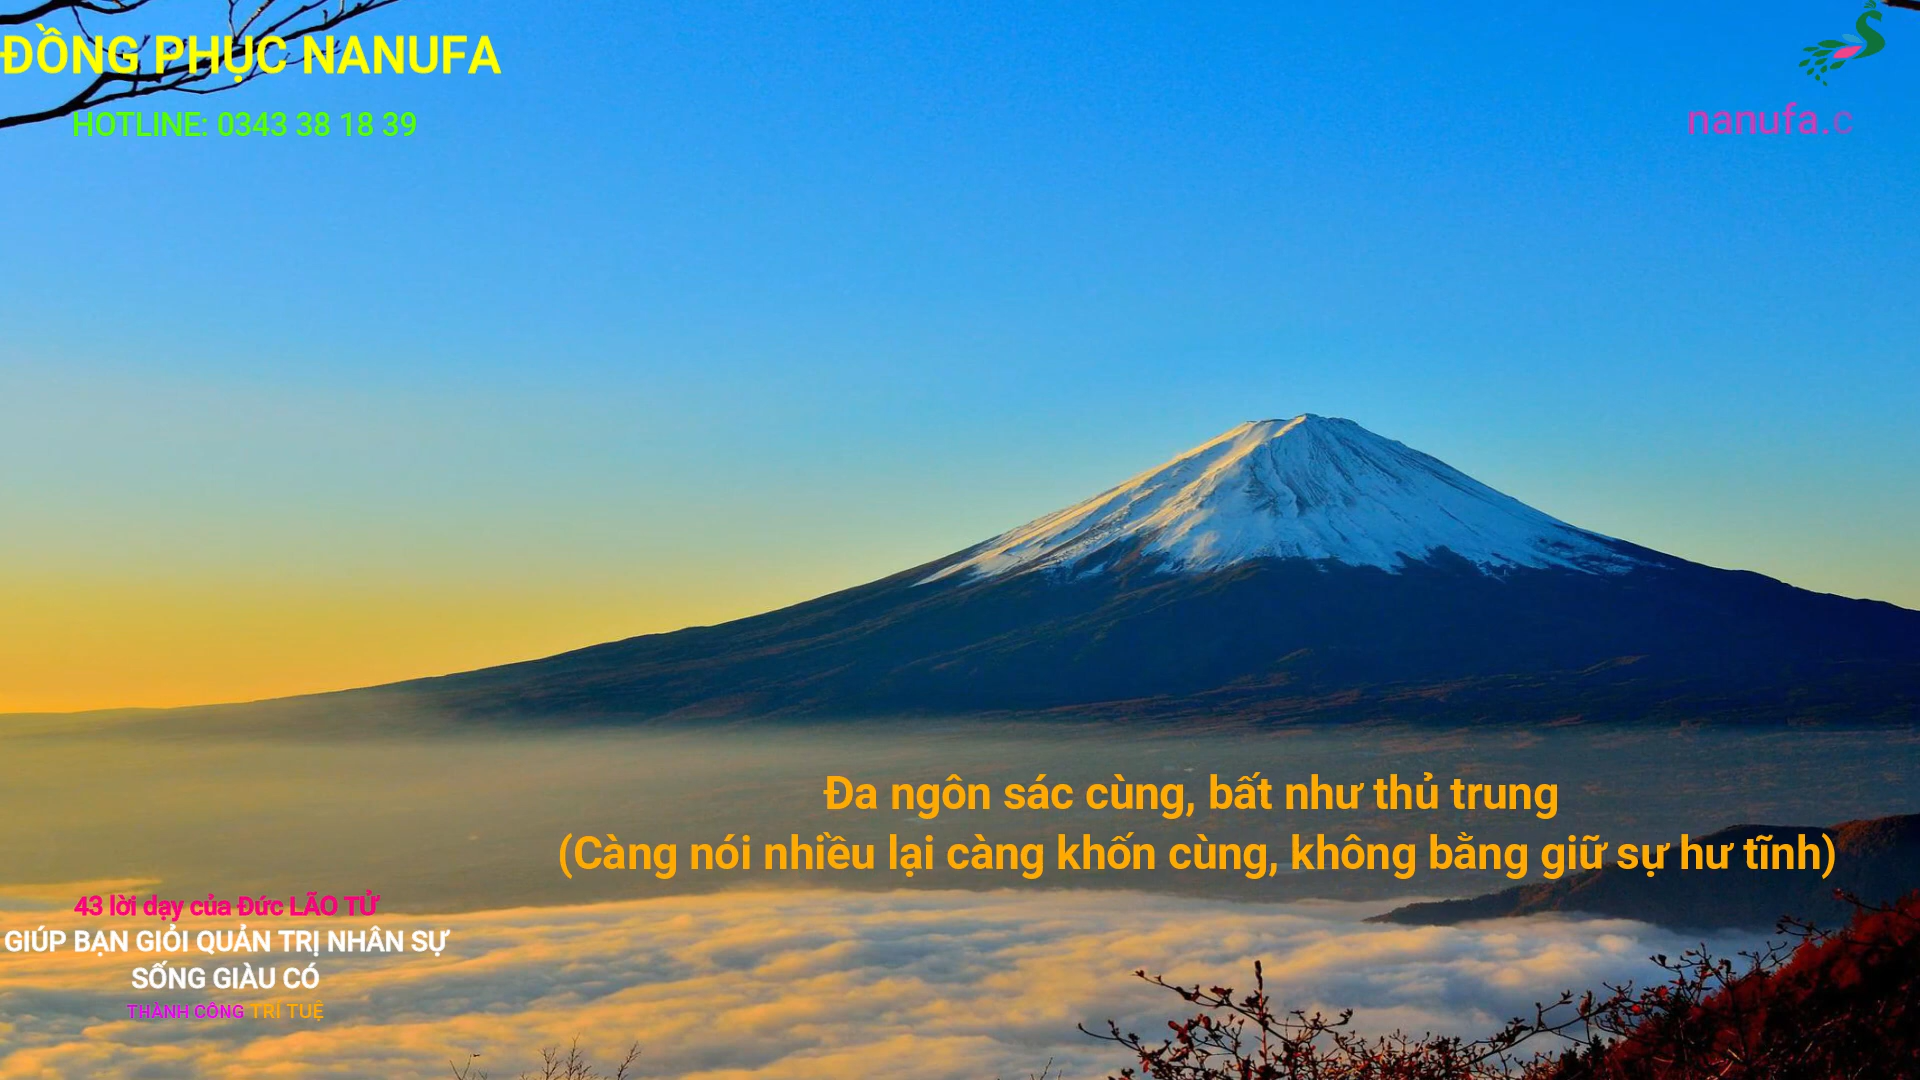 ĐỒNG PHỤC NANUFA
HOTLINE: 0343 38 18 39
nanufa.c
Đa ngôn sác cùng, bất như thủ trung
(Càng nói nhiều lại càng khốn cùng, không bằng giữ sự hư tĩnh)
43 lời dạy của Đức LÃO TỬ
GIÚP BẠN GIỎI QUẢN TRỊ NHÂN SỰ
SỐNG GIÀU CÓ
THÀNH CÔNG TRÍ TUỆ